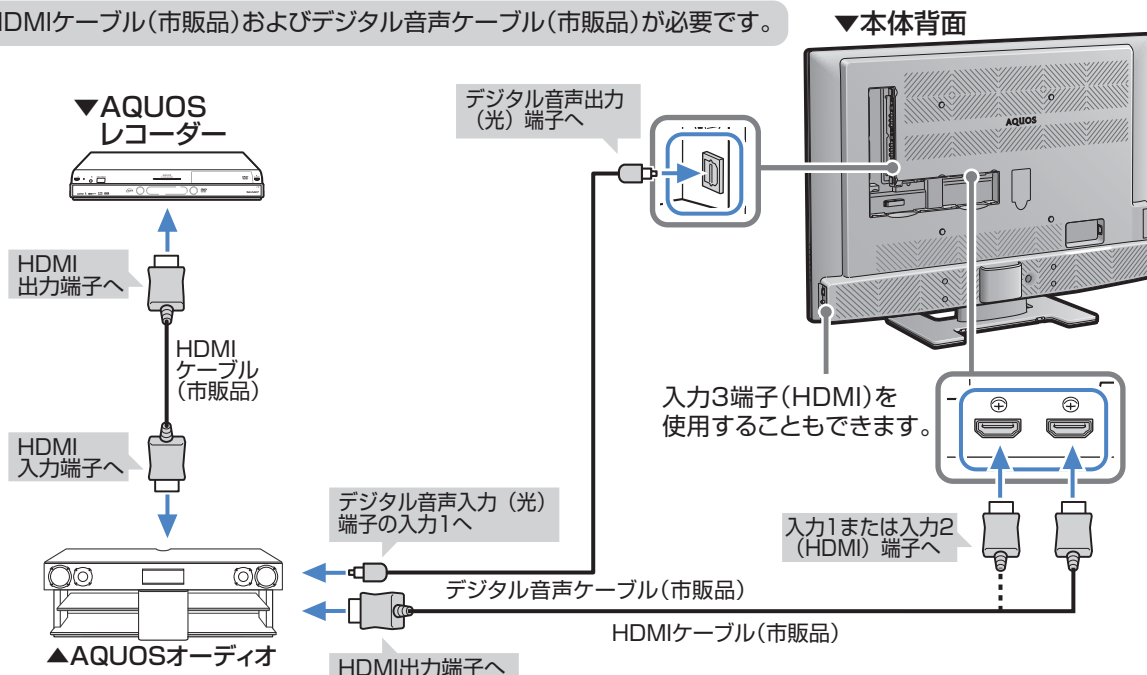 HDMIケーブル（市販品）およびデジタル音声ケーブル（市販品）が必要です。
▼本体背面
▼AQUOS
レコーダー
デジタル音声出力
（光）端子へ
AQUOS
HDMI
出力端子へ
HDMI
ケーブル
（市販品）
入力3端子（HDMI）を
使用することもできます。
HDMI
入力端子へ
デジタル音声入力（光）
端子の入力1へ
入力1または入力2
（HDMI）端子へ
デジタル音声ケーブル（市販品）
HDMIケーブル（市販品）
▲AQUOSオーディオ
HDMI出力端子へ